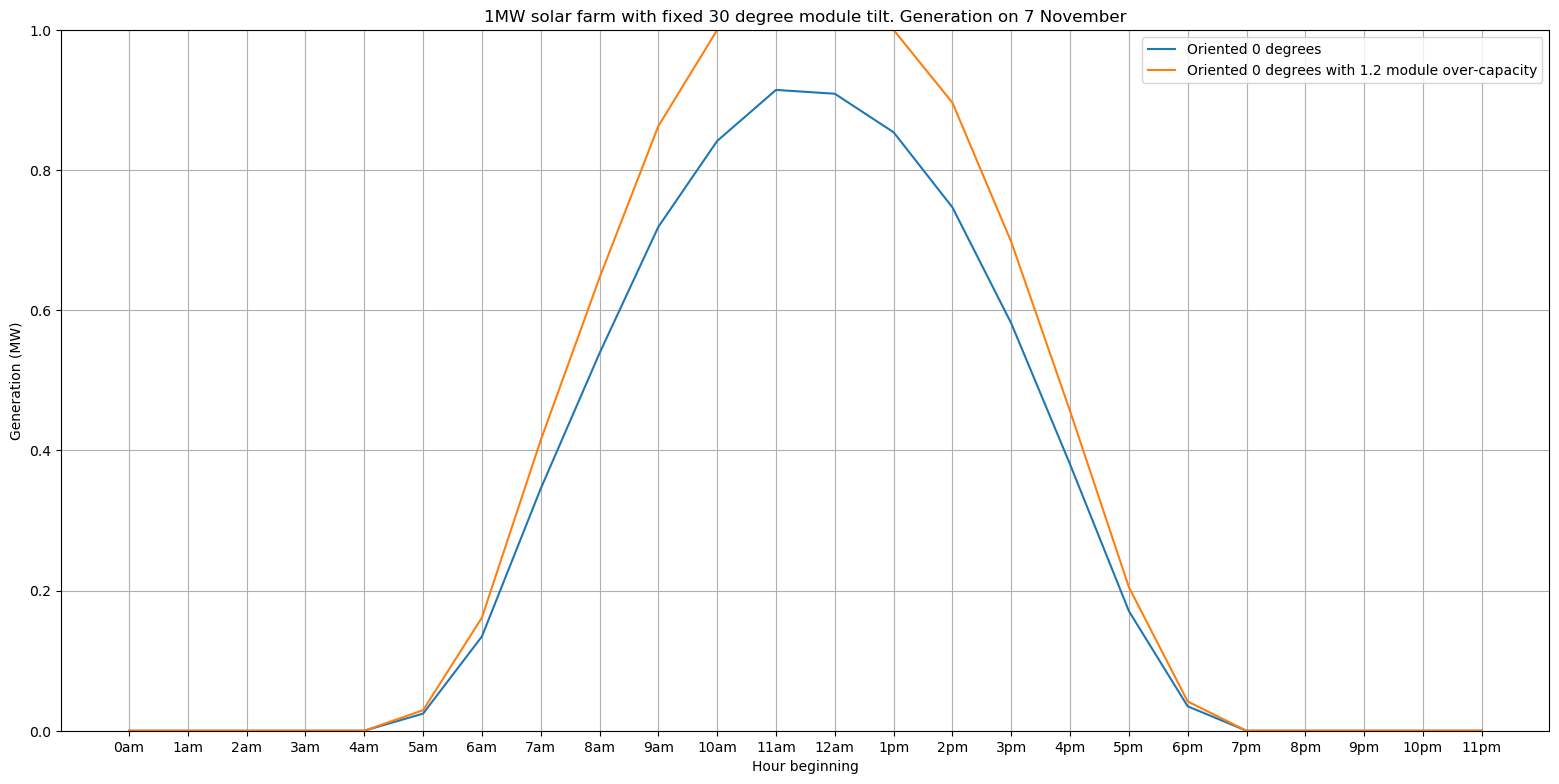 1MW solar farm with fixed 30 degree module tilt. Generation on 7 November
Oriented 0 degrees
Oriented 0 degrees with 1.2 module over-capacity
1.0
0.8
0.6
0.4
0.2
0.0
Generation (MW)
0am 1am 2am 3am 4am 5am 6am 7am 8am 9am 10am 11am 12am 1pm 2pm 3pm 4pm 5pm 6pm 7pm 8pm 9pm 10pm 11pm
Hour beginning